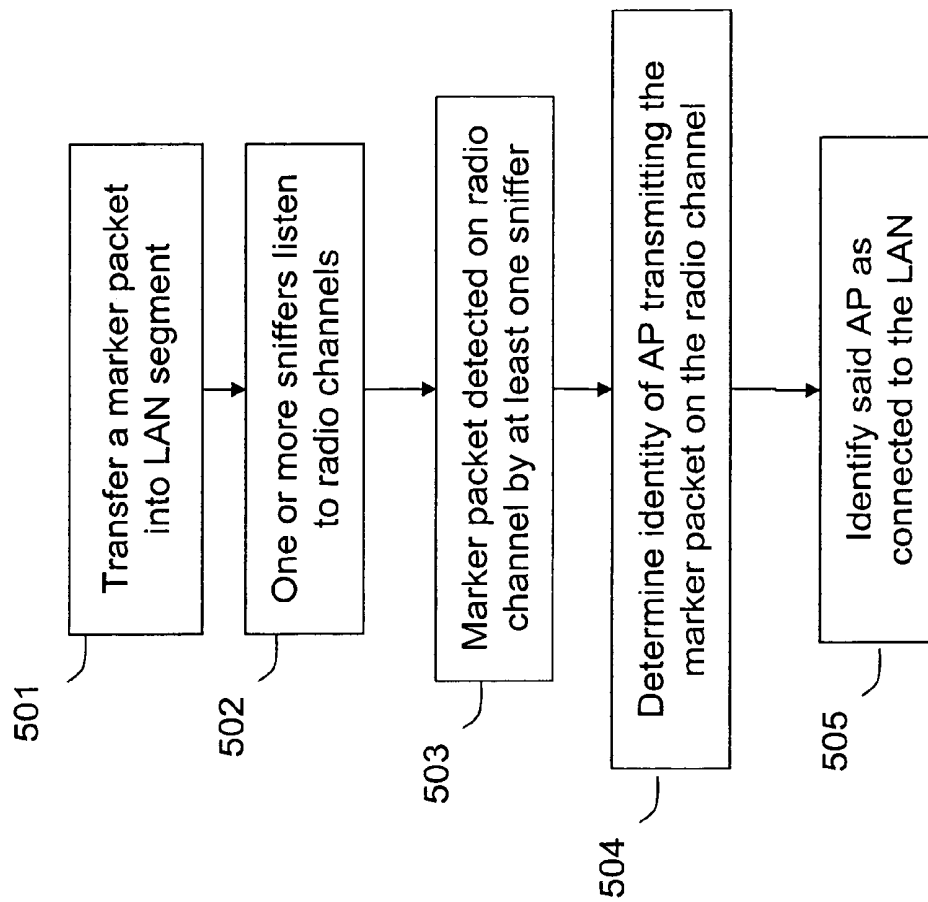 501
Transfer a marker packet
into LAN segment
502
One or more sniffers listen
to radio channels
503
Marker packet detected on radio
channel by at least one sniffer
504
Determine identity of AP transmitting the
marker packet on the radio channel
505
Identify said AP as
connected to the LAN